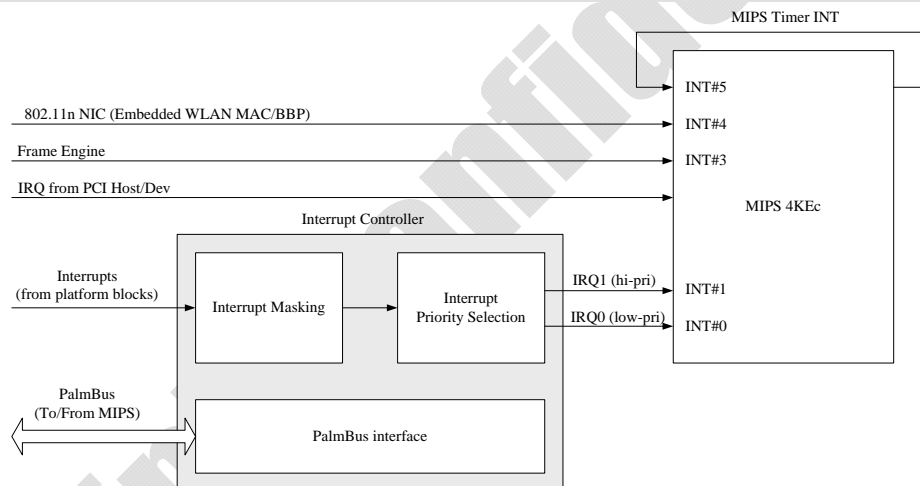 MIPS Timer INT
INT#5
802.11n NIC (Embedded WLAN MAC/BBP)
INT#4
Frame Engine
INT#3
IRQ from PCI Host/Dev
MIPS 4KEc
Interrupt Controller
Interrupts
(from platform blocks)
Interrupt Masking
Interrupt
Priority Selection
IRQ1 (hi-pri)
INT#1
IRQ0 (low-pri)
INT#0
PalmBus
(To/From MIPS)
PalmBus interface